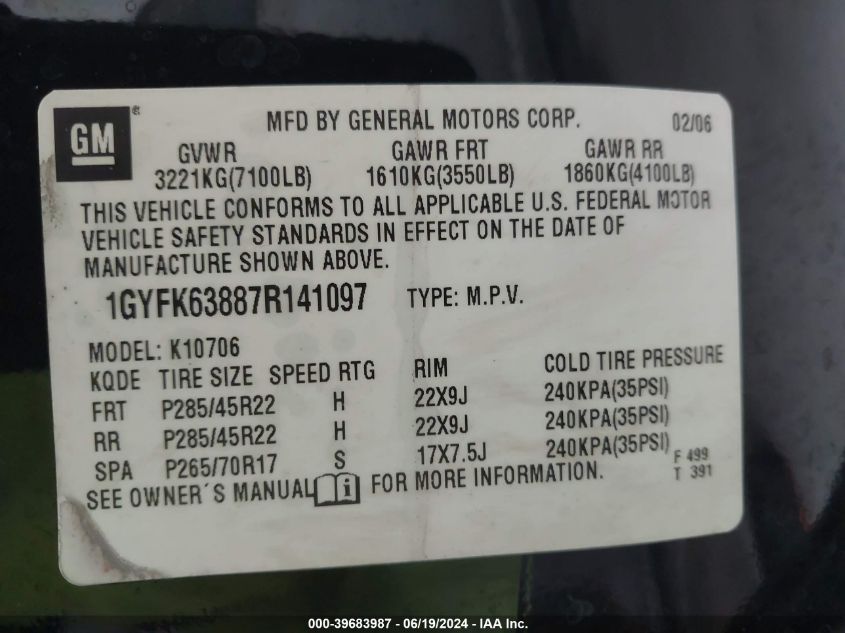 GM ®
MFD BY GENERAL MOTORS CORP. 02/06
GVWR GAWR FRT GAWR RR
3221KG(7100LB) 1610KG(3550LB) 1860KG(4100LB)
THIS VEHICLE CONFORMS TO ALL APPLICABLE U.S. FEDERAL MOTOR
VEHICLE SAFETY STANDARDS IN EFFECT ON THE DATE OF
MANUFACTURE SHOWN ABOVE.
1GYFK63887R141097 TYPE: M.P.V.
MODEL: K10706
KQDE TIRE SIZE SPEED RTG RIM COLD TIRE PRESSURE
FRT P285/45R22 H 22X9J 240KPA(35PSI)
RR P285/45R22 H 22X9J 240KPA(35PSI)
SPA P265/70R17 S 17X7.5J 240KPA(35PSI) F 499
T 391
SEE OWNER´S MANUAL i FOR MORE INFORMATION.
000-39683987 - 06/19/2024 - IAA Inc.